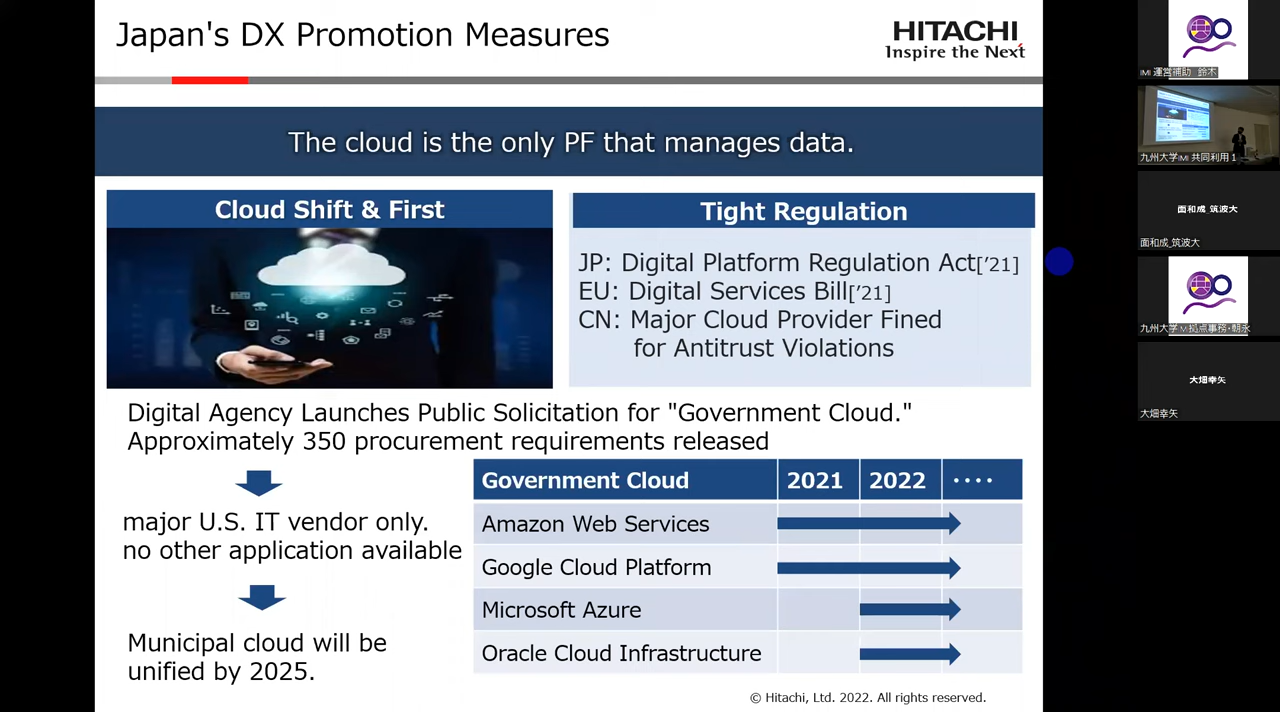 Japan's DX Promotion Measures
HITACHI
Inspire the Next
The cloud is the only PF that manages data.
Cloud Shift & First
Tight Regulation
JP: Digital Platform Regulation Act['21]
EU: Digital Services Bill['21]
CN: Major Cloud Provider Fined
for Antitrust Violations
Digital Agency Launches Public Solicitation for "Government Cloud."
Approximately 350 procurement requirements released
major U.S. IT vendor only.
no other application available
Municipal cloud will be
unified by 2025.
Government Cloud 2021 2022 ····
Amazon Web Services
Google Cloud Platform
Microsoft Azure
Oracle Cloud Infrastructure
© Hitachi, Ltd. 2022. All rights reserved.
IMI 運営補助 鈴木
九州大学IMI 共同利用 1
面和成_筑波大
面和成_筑波大
九州大学 拠点事務・朝永
大畑幸矢
大畑幸矢